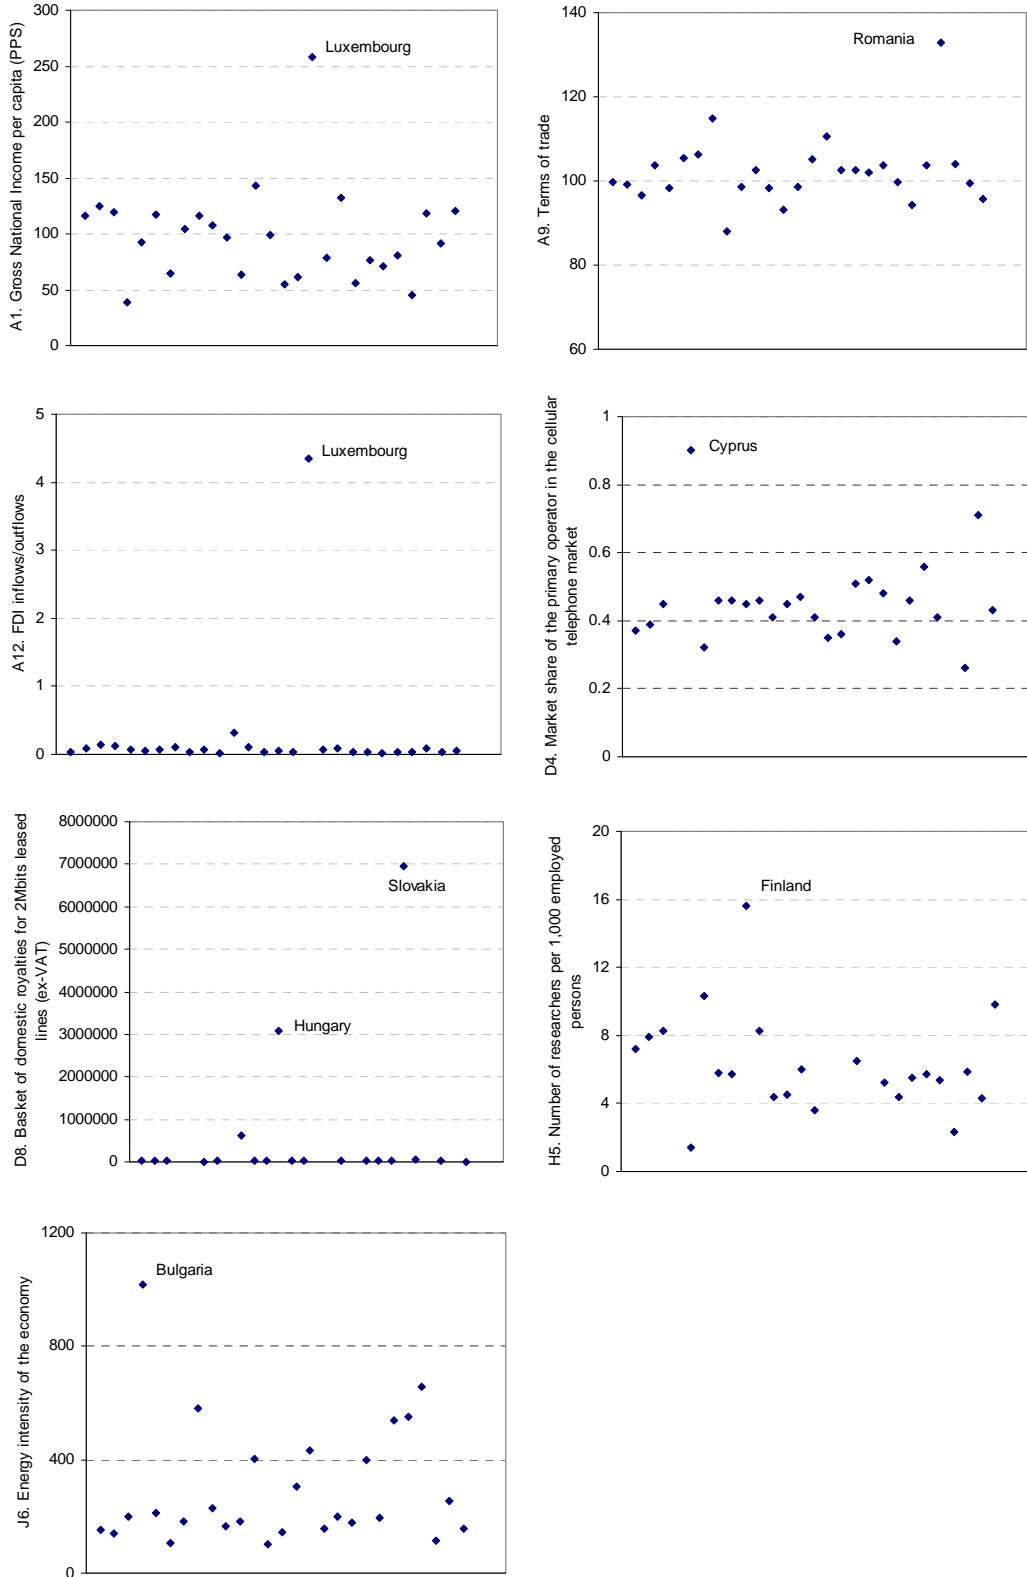 A1. Gross National Income per capita (PPS)
300
250
200
150
100
50
0
Luxembourg
A9. Terms of trade
140
120
100
80
60
Romania
A12. FDI inflows/outflows
5
4
3
2
1
0
Luxembourg
D4. Market share of the primary operator in the cellular
telephone market
1
0.8
0.6
0.4
0.2
0
Cyprus
D8. Basket of domestic royalties for 2Mbits leased
lines (ex-VAT)
8000000
7000000
6000000
5000000
4000000
3000000
2000000
1000000
0
Slovakia
Hungary
H5. Number of researchers per 1,000 employed
persons
20
16
12
8
4
0
Finland
J6. Energy intensity of the economy
1200
800
400
0
Bulgaria